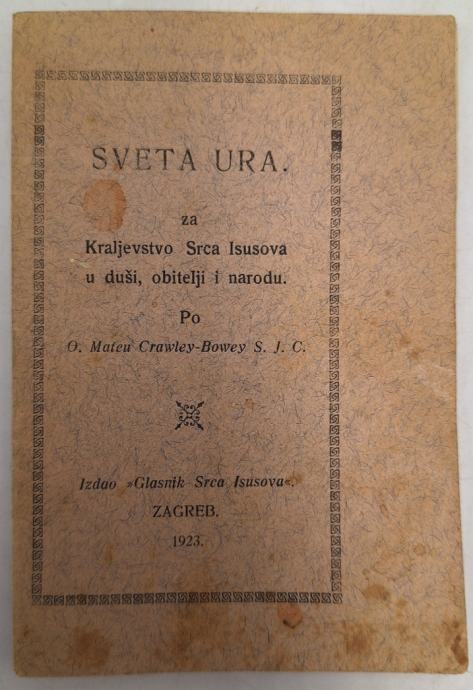 SVETA URA.
za
Kraljevstvo Srca Isusova
u duši, obitelji i narodu.
Po
O. Mateu Crawley-Bowey S. J. C.
Izdao »Glasnik Srca Isusova«.
ZAGREB.
1923.